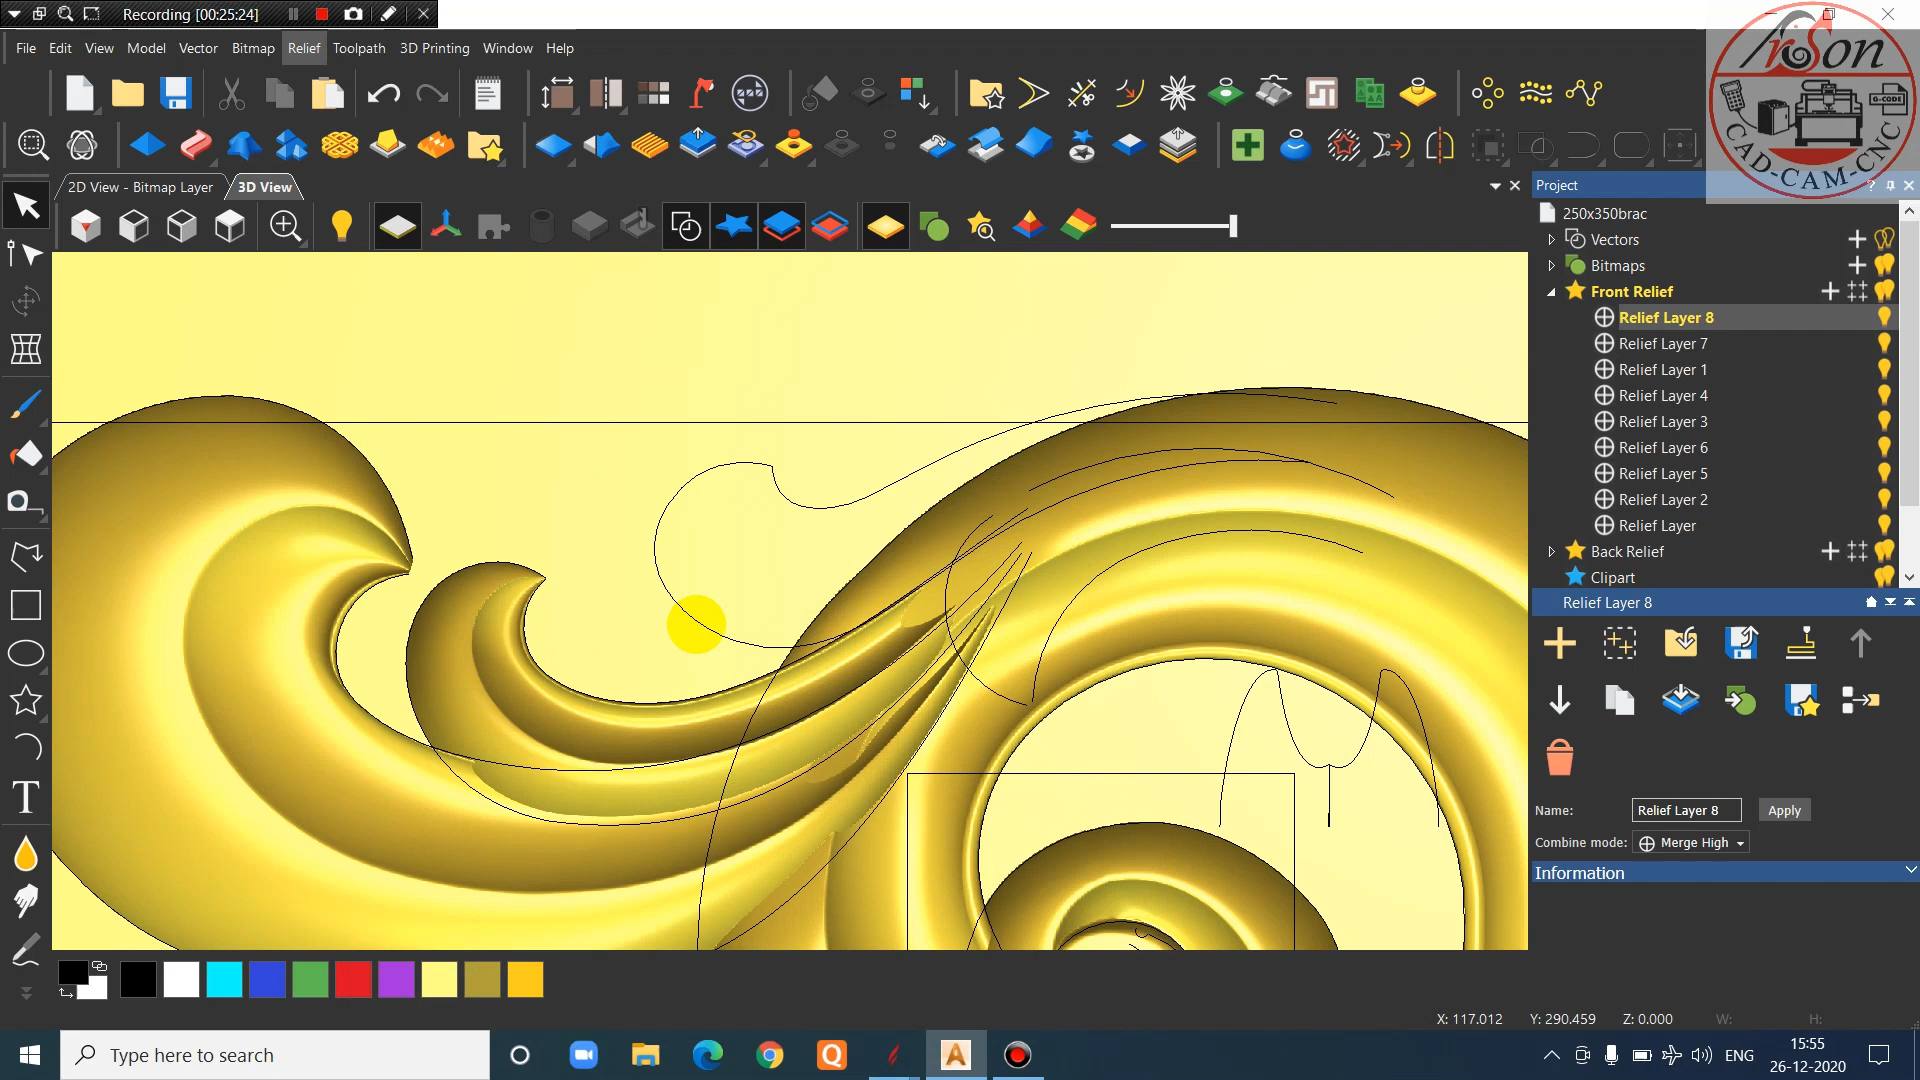 Recording [00:25:24]
File Edit View Model Vector Bitmap Relief Toolpath 3D Printing Window Help
ArSon
G-CODE
CAD-CAM-CNC
2D View - Bitmap Layer 3D View
Project
250x350brac
Vectors
Bitmaps
Front Relief
Relief Layer 8
Relief Layer 7
Relief Layer 1
Relief Layer 4
Relief Layer 3
Relief Layer 6
Relief Layer 5
Relief Layer 2
Relief Layer
Back Relief
Clipart
Relief Layer 8
Name: Relief Layer 8 Apply
Combine mode: Merge High
Information
X: 117.012 Y: 290.459 Z: 0.000 W: H:
Type here to search
ENG
15:55
26-12-2020